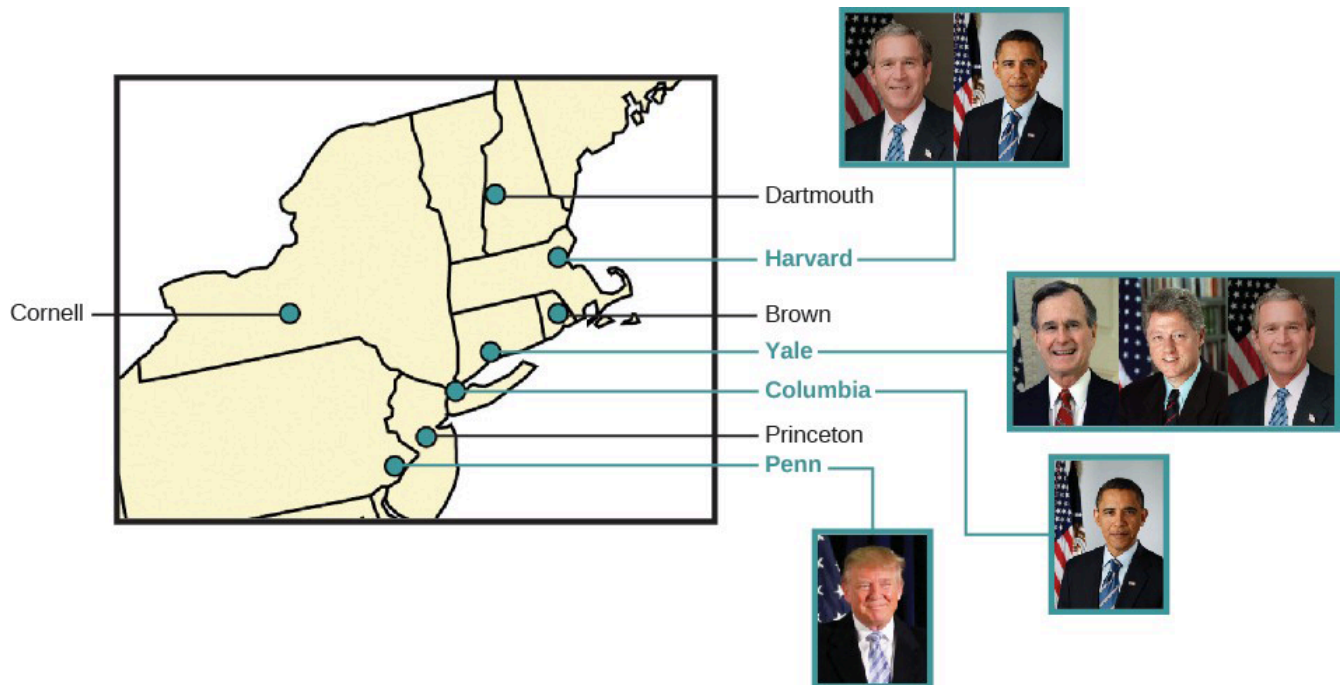 Dartmouth
Harvard
Cornell
Brown
Yale
Columbia
Princeton
Penn